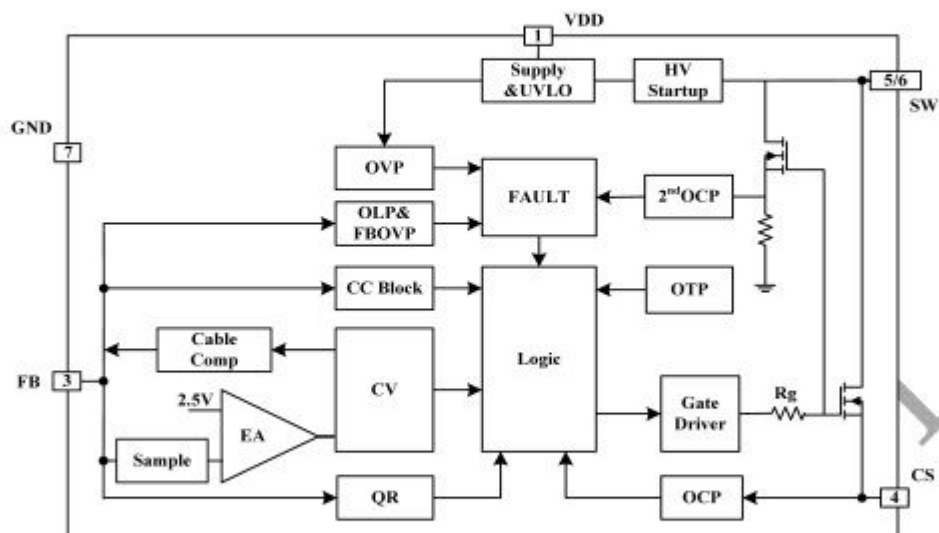 VDD
1
Supply
&UVLO
HV
Startup
5/6
SW
GND
7
OVP
FAULT
2ndOCP
OLP&
FBOVP
CC Block
OTP
Cable
Comp
Logic
FB
3
CV
2.5V
EA
Gate
Driver
Rg
Sample
CS
QR
OCP
4